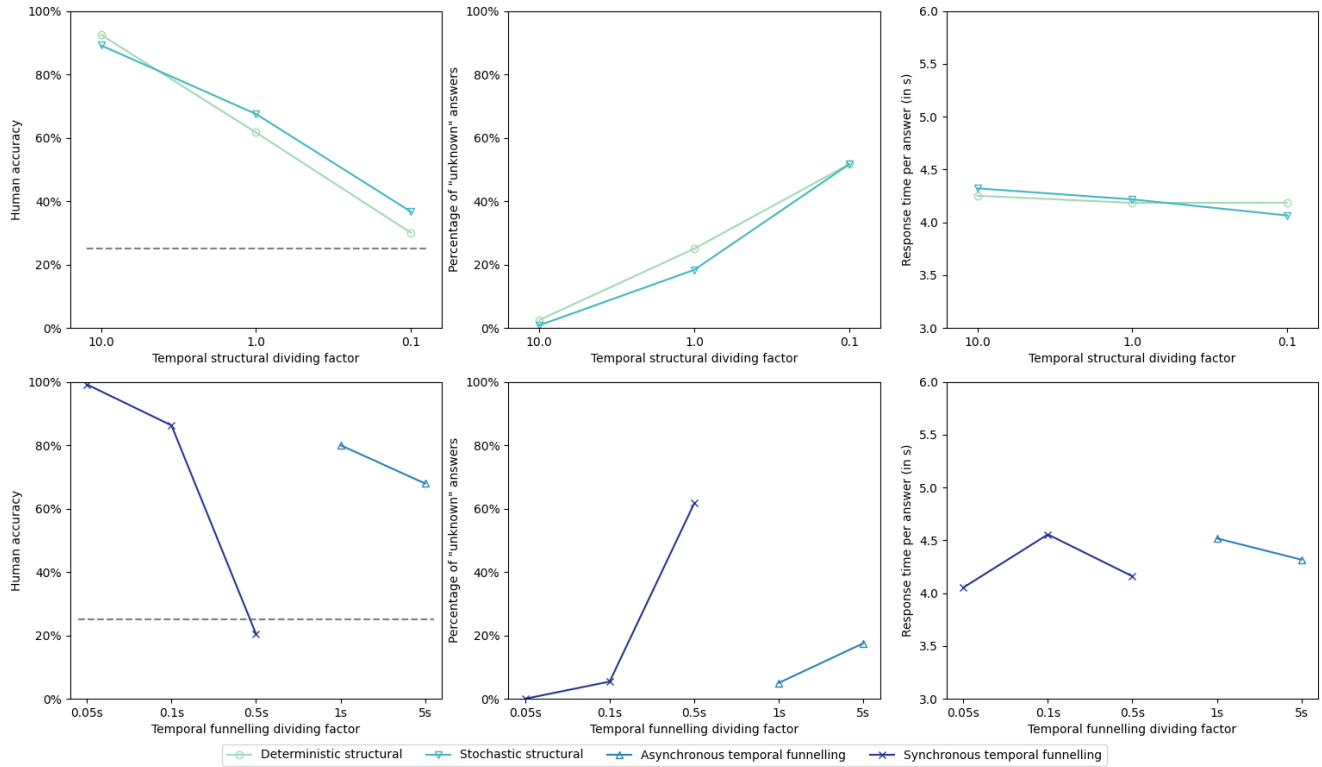 100%
80%
60%
40%
20%
0%
Human accuracy
10.0 1.0 0.1
Temporal structural dividing factor
100%
80%
60%
40%
20%
0%
Percentage of "unknown" answers
10.0 1.0 0.1
Temporal structural dividing factor
6.0
5.5
5.0
4.5
4.0
3.5
3.0
Response time per answer (in s)
10.0 1.0 0.1
Temporal structural dividing factor
100%
80%
60%
40%
20%
0%
Human accuracy
0.05s 0.1s 0.5s 1s 5s
Temporal funnelling dividing factor
100%
80%
60%
40%
20%
0%
Percentage of "unknown" answers
0.05s 0.1s 0.5s 1s 5s
Temporal funnelling dividing factor
6.0
5.5
5.0
4.5
4.0
3.5
3.0
Response time per answer (in s)
0.05s 0.1s 0.5s 1s 5s
Temporal funnelling dividing factor
Deterministic structural Stochastic structural Asynchronous temporal funnelling Synchronous temporal funnelling